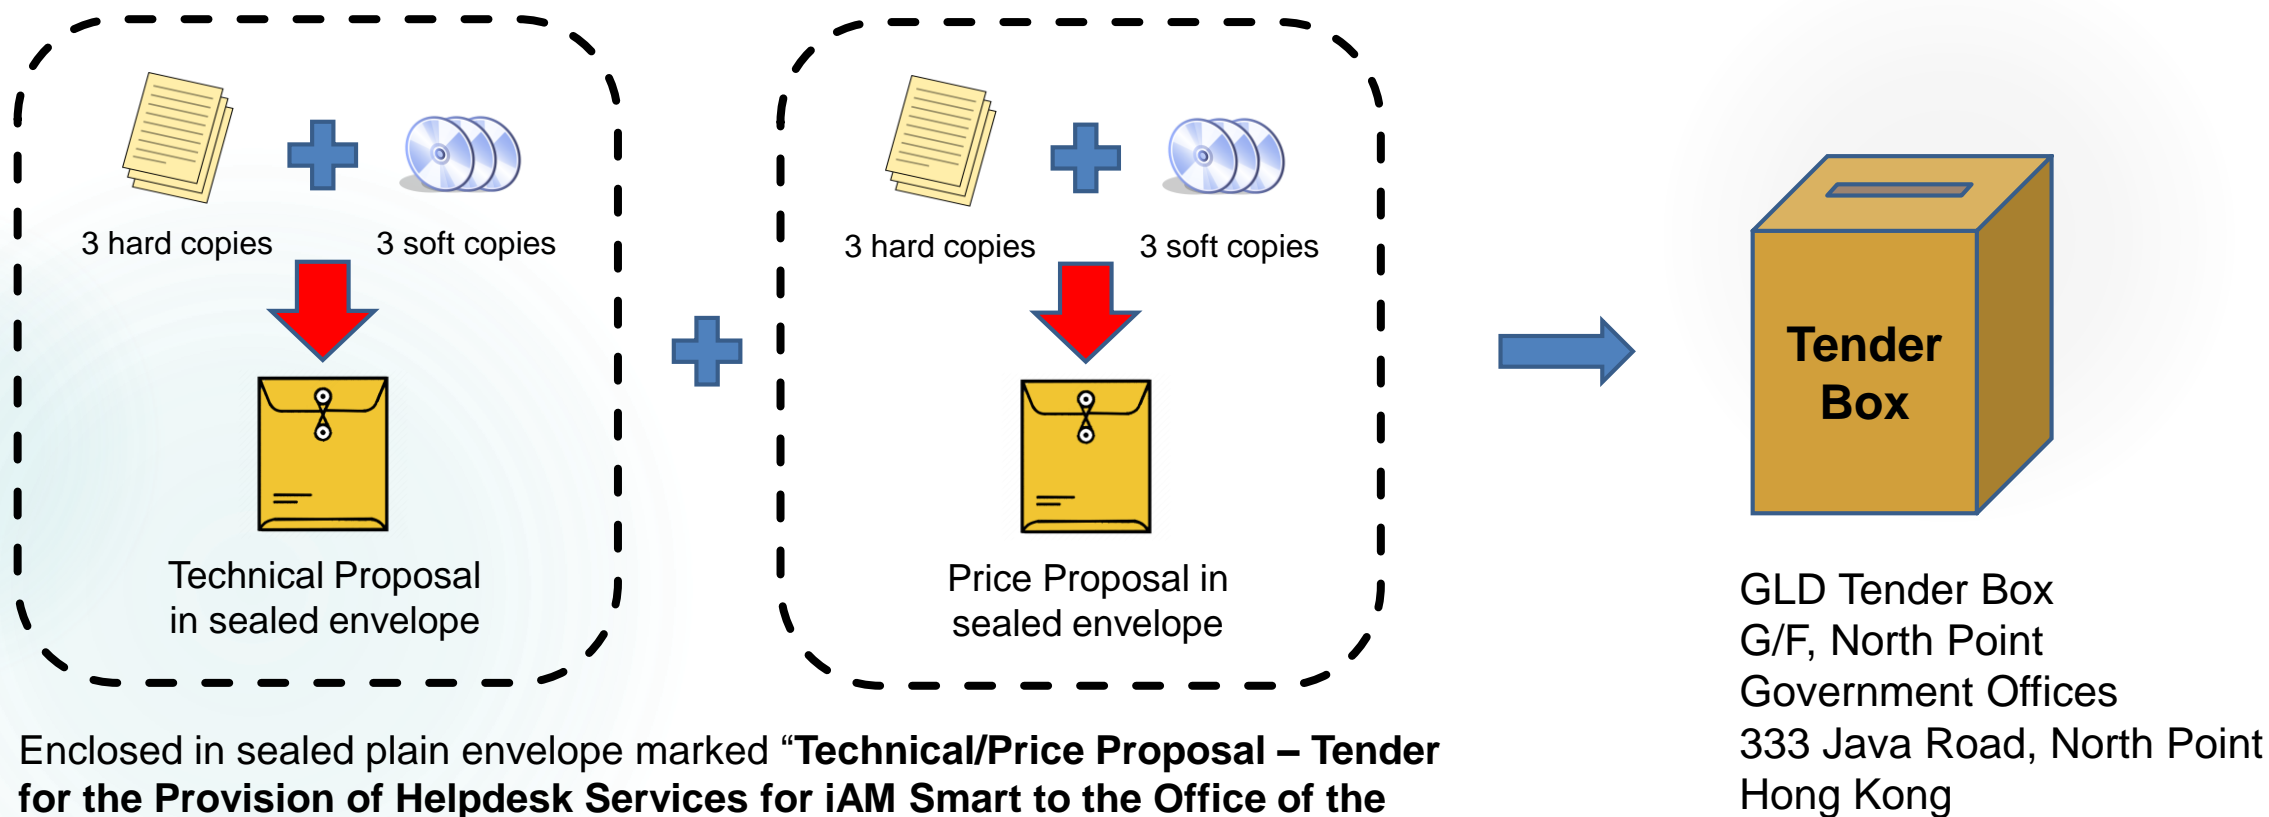 3 hard copies
3 soft copies
Technical Proposal
in sealed envelope
3 hard copies
3 soft copies
Price Proposal in
sealed envelope
Tender
Box
GLD Tender Box
G/F, North Point
Government Offices
333 Java Road, North Point
Hong Kong
Enclosed in sealed plain envelope marked “Technical/Price Proposal – Tender
for the Provision of Helpdesk Services for iAM Smart to the Office of the